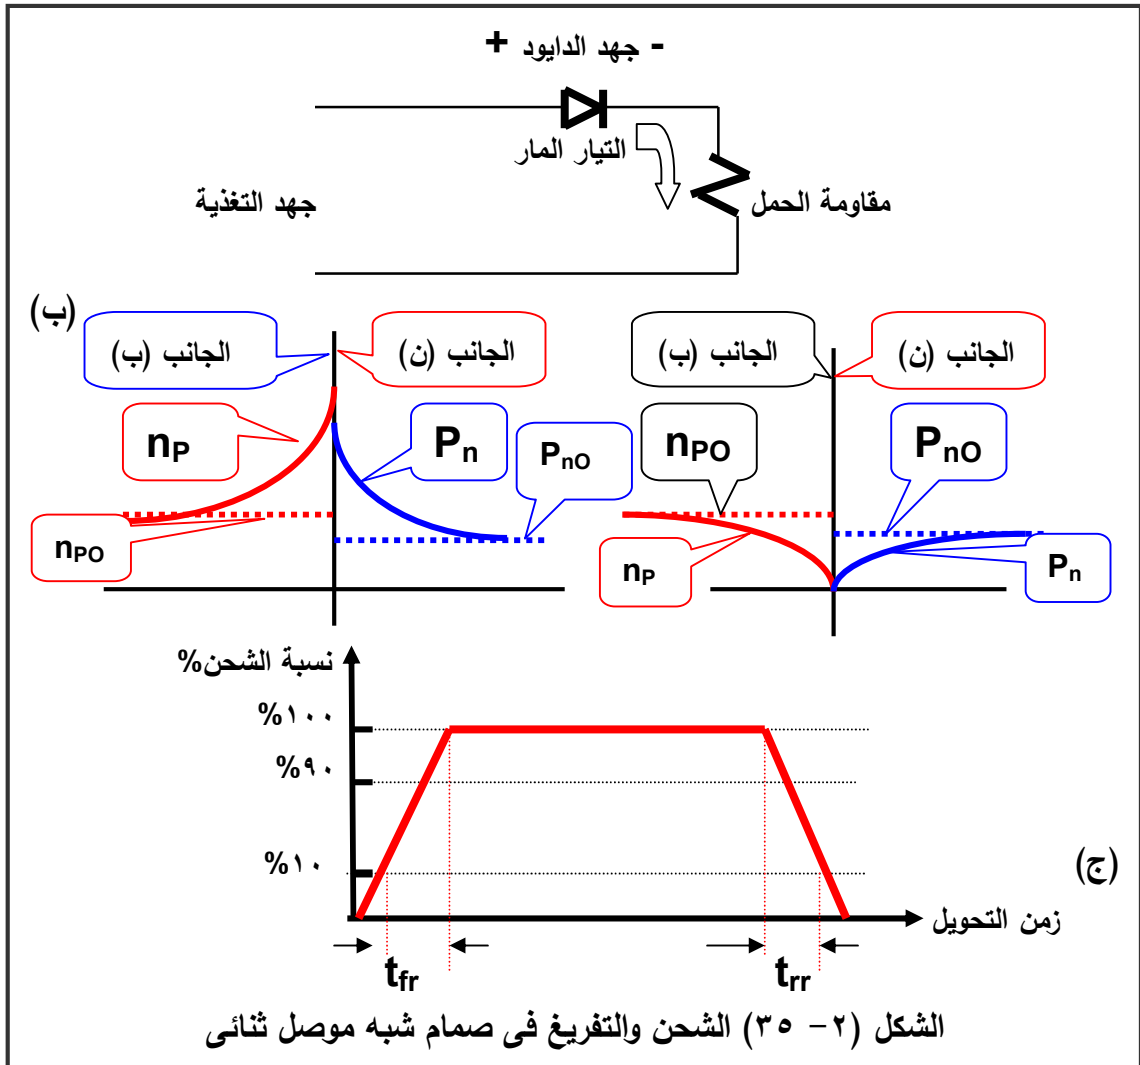 + جهد الدايود -
التيار المار
مقاومة الحمل
جهد التغذية
(ب)
الجانب (ن)
الجانب (ب)
الجانب (ن)
الجانب (ب)
nP
Pn
PnO
nPO
nPO
PnO
nP
Pn
نسبة الشحن%
%١٠٠
%٩٠
%١٠
(ج)
زمن التحويل
tfr
trr
الشكل (٢- ٣٥) الشحن والتفريغ فى صمام شبه موصل ثنائى